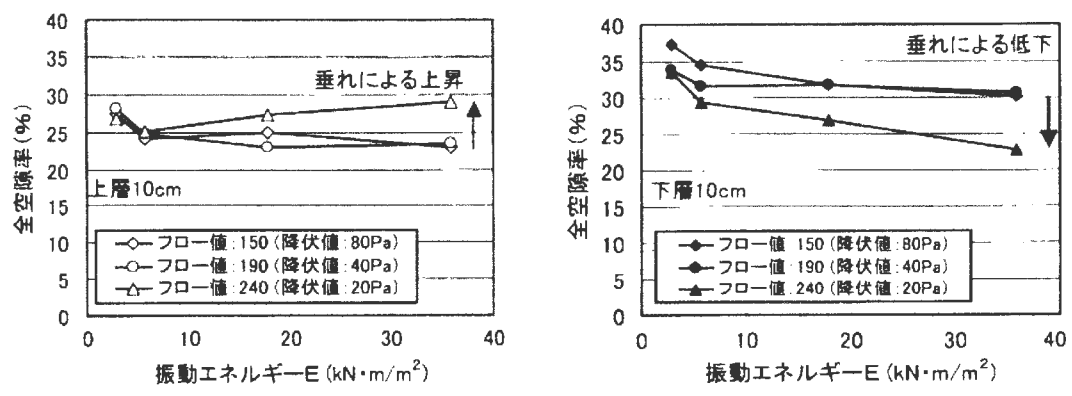 40
35
30
25
20
15
10
5
0
全空隙率(%)
垂れによる上昇
上層10cm
フロー値:150(降伏値:80Pa)
フロー値:190(降伏値:40Pa)
フロー値:240(降伏値:20Pa)
0 10 20 30 40
振動エネルギーE(kN・m/m²)
40
35
30
25
20
15
10
5
0
全空隙率(%)
垂れによる低下
下層10cm
フロー値:150(降伏値:80Pa)
フロー値:190(降伏値:40Pa)
フロー値:240(降伏値:20Pa)
0 10 20 30 40
振動エネルギーE(kN・m/m²)